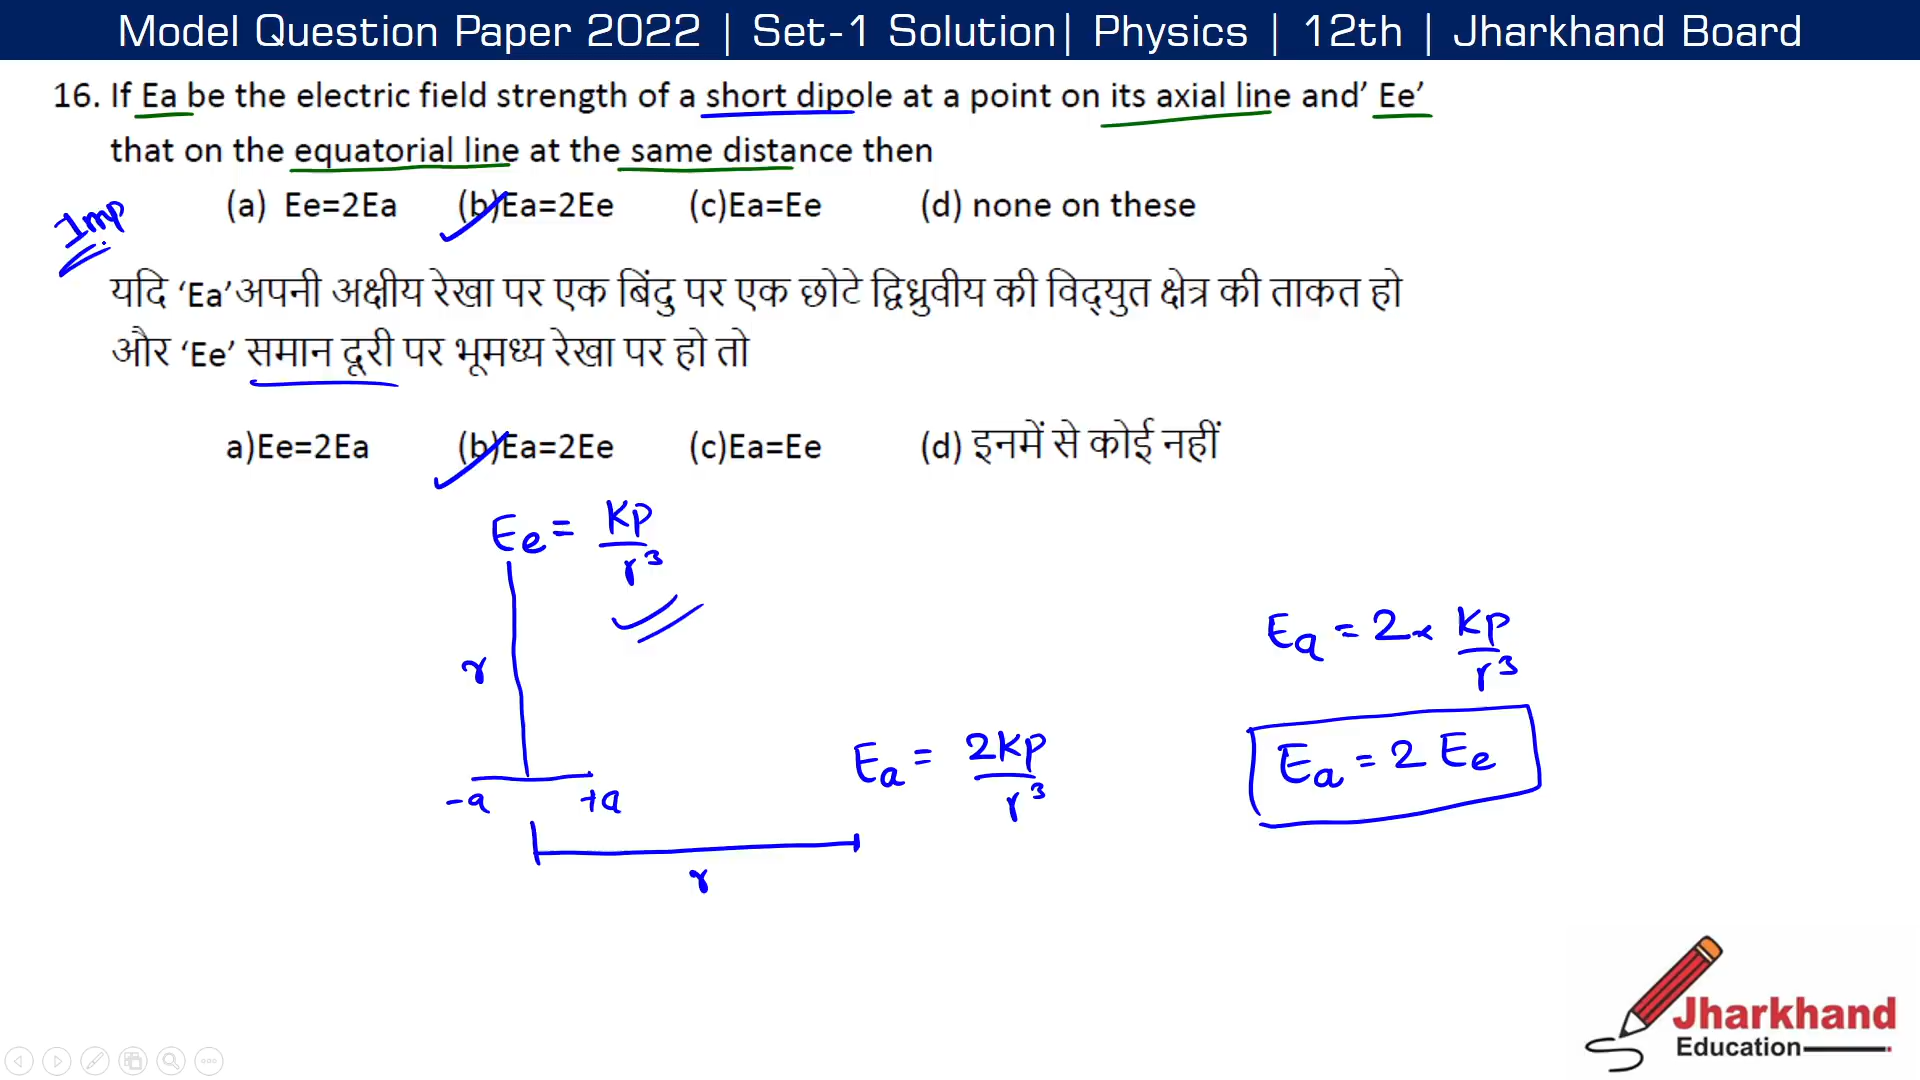 Model Question Paper 2022 | Set-1 Solution| Physics | 12th | Jharkhand Board
16. If Ea be the electric field strength of a short dipole at a point on its axial line and’ Ee’
that on the equatorial line at the same distance then
(a) Ee=2Ea (b)Ea=2Ee (c)Ea=Ee (d) none on these
Imp
यदि ‘Ea’अपनी अक्षीय रेखा पर एक बिंदु पर एक छोटे द्विध्रुवीय की विद्युत क्षेत्र की ताकत हो
और ‘Ee’ समान दूरी पर भूमध्य रेखा पर हो तो
a)Ee=2Ea (b)Ea=2Ee (c)Ea=Ee (d) इनमें से कोई नहीं
Ee = Kp/r³
r
-q +q
r
Ea = 2Kp/r³
Ea = 2 × Kp/r³
Ea = 2 Ee
Jharkhand
Education